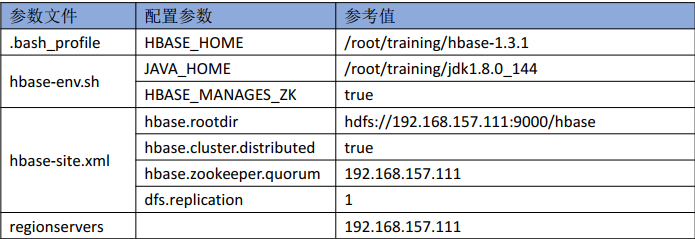 参数文件 配置参数 参考值
.bash_profile HBASE_HOME /root/training/hbase-1.3.1
hbase-env.sh JAVA_HOME /root/training/jdk1.8.0_144
HBASE_MANAGES_ZK true
hbase-site.xml hbase.rootdir hdfs://192.168.157.111:9000/hbase
hbase.cluster.distributed true
hbase.zookeeper.quorum 192.168.157.111
dfs.replication 1
regionservers 192.168.157.111